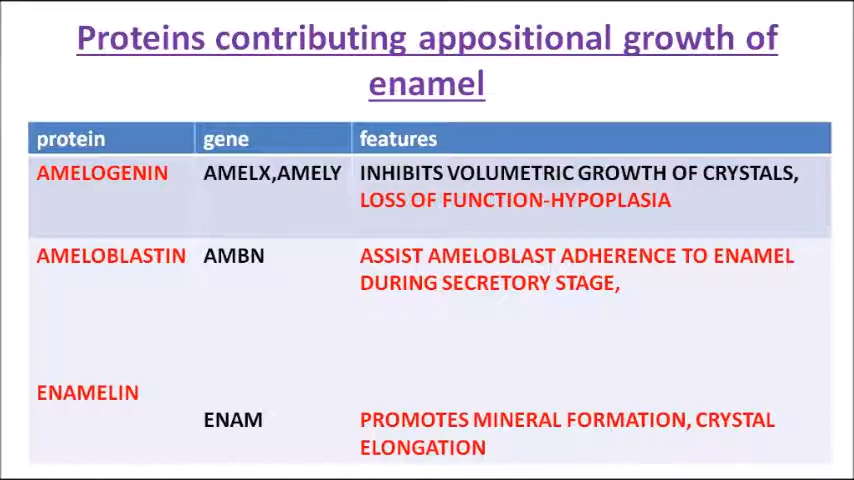 Proteins contributing appositional growth of
enamel
protein gene features
AMELOGENIN AMELX,AMELY INHIBITS VOLUMETRIC GROWTH OF CRYSTALS,
LOSS OF FUNCTION-HYPOPLASIA
AMELOBLASTIN AMBN ASSIST AMELOBLAST ADHERENCE TO ENAMEL
DURING SECRETORY STAGE,
ENAMELIN
ENAM PROMOTES MINERAL FORMATION, CRYSTAL
ELONGATION